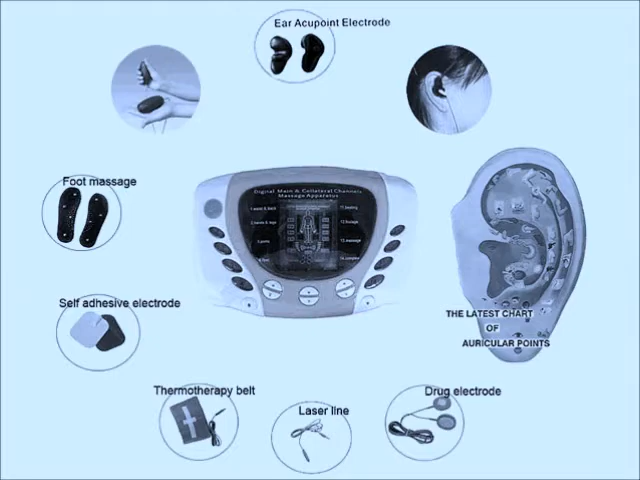 Ear Acupoint Electrode
Foot massage
Digital Main & Collateral Channels
Massage Apparatus
Self adhesive electrode
THE LATEST CHART
OF
AURICULAR POINTS
Thermotherapy belt
Laser line
Drug electrode